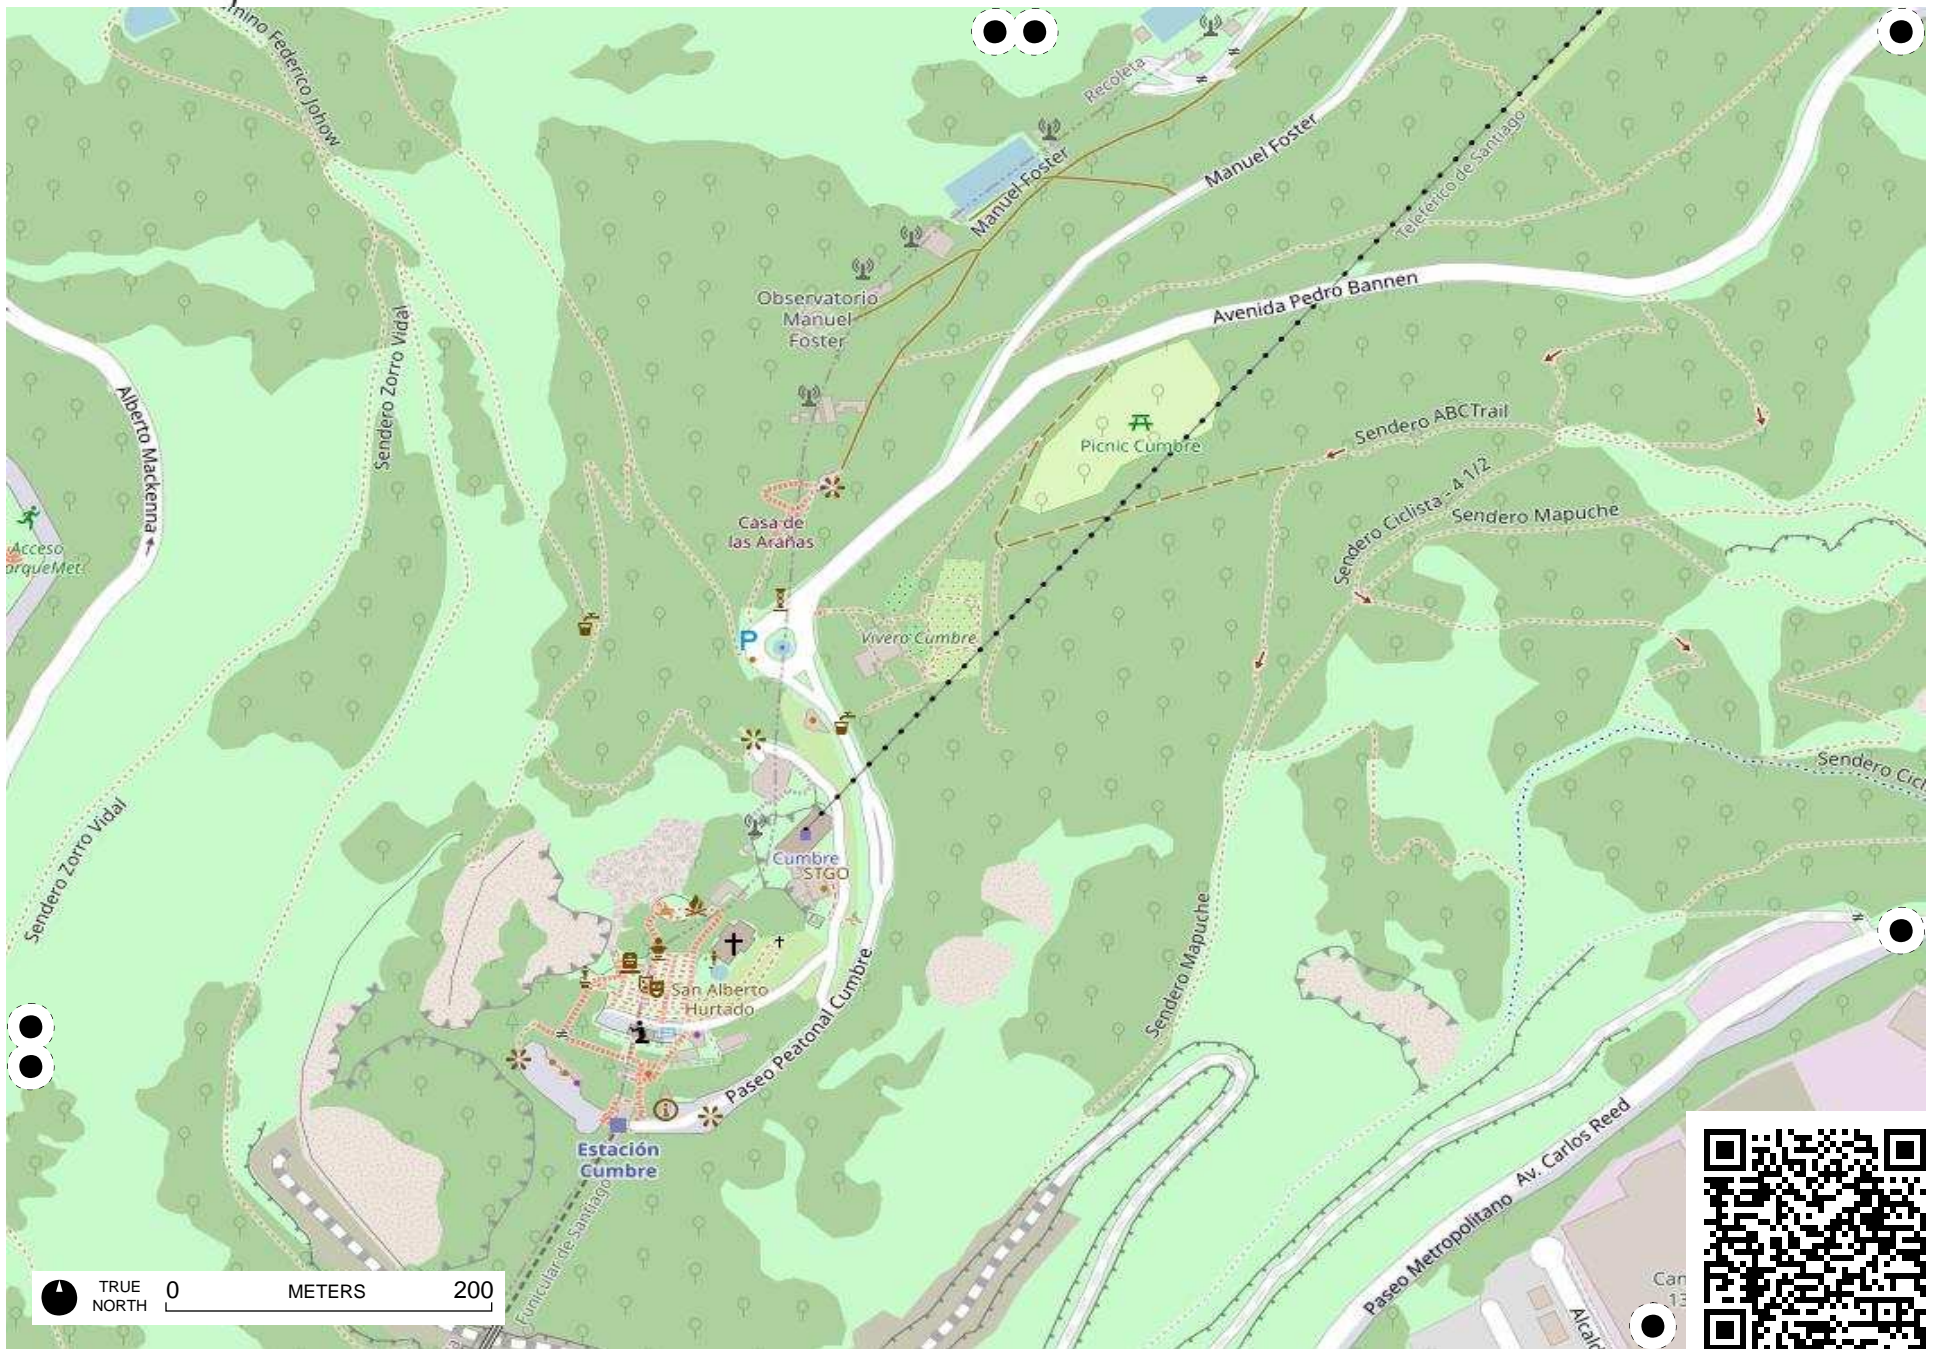 Federico Johow
Recoleta
Manuel Foster
Manuel Foster
Teleférico de Santiago
Observatorio
Manuel
Foster
Avenida Pedro Bannen
Sendero Zorro Vidal
Alberto Mackenna
Picnic Cumbre
Sendero ABCTrail
Sendero Ciclista - 4 1/2
Sendero Mapuche
Casa de
las Arañas
Acceso
arqueMet.
P
Vivero Cumbre
Sendero Cicl
Sendero Zorro Vidal
Cumbre
STGO
Sendero Mapuche
San Alberto
Hurtado
Paseo Peatonal Cumbre
Estación
Cumbre
Funicular de Santiago
Paseo Metropolitano
Av. Carlos Reed
Alcald
TRUE
NORTH
0
METERS
200